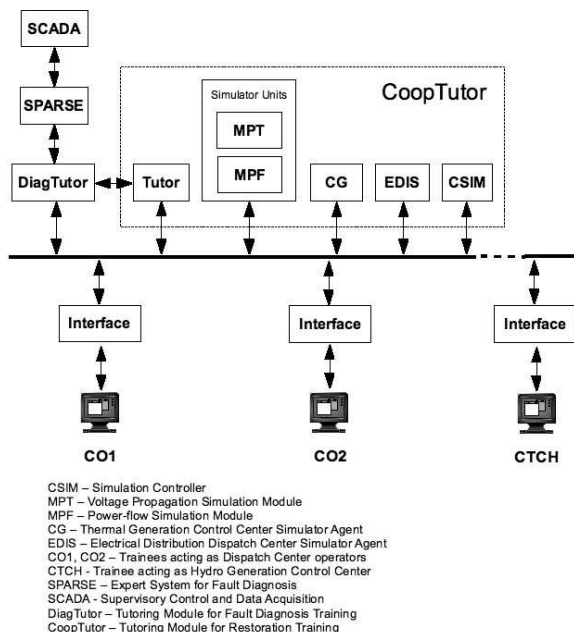 SCADA
SPARSE
DiagTutor
Tutor
Simulator Units
MPT
MPF
CoopTutor
CG
EDIS
CSIM
Interface
Interface
Interface
CO1
CO2
CTCH
CSIM – Simulation Controller
MPT – Voltage Propagation Simulation Module
MPF – Power-flow Simulation Module
CG – Thermal Generation Control Center Simulator Agent
EDIS – Electrical Distribution Dispatch Center Simulator Agent
CO1, CO2 – Trainees acting as Dispatch Center operators
CTCH - Trainee acting as Hydro Generation Control Center
SPARSE – Expert System for Fault Diagnosis
SCADA - Supervisory Control and Data Acquisition
DiagTutor – Tutoring Module for Fault Diagnosis Training
CoopTutor – Tutoring Module for Restoration Training